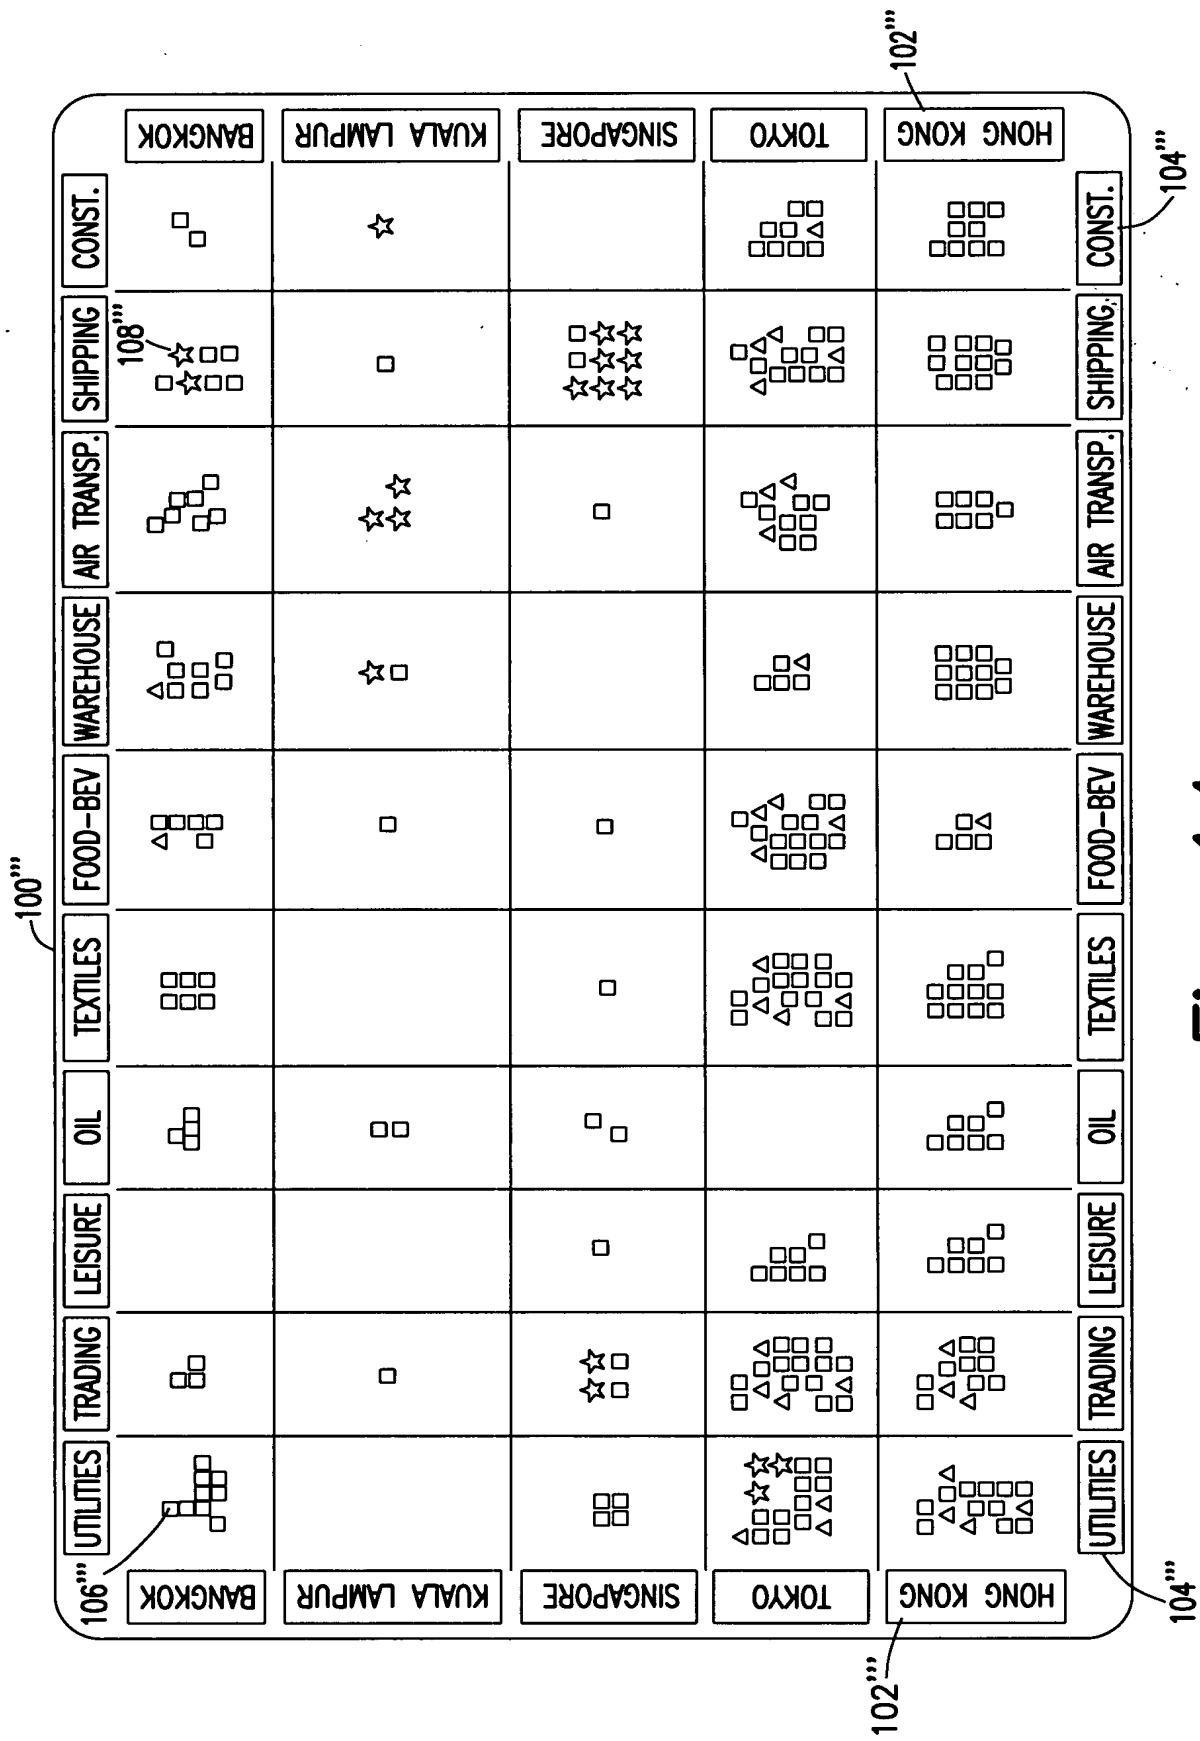 100'''
106'''
UTILITIES
TRADING
LEISURE
OIL
TEXTILES
FOOD-BEV
WAREHOUSE
AIR TRANSP.
SHIPPING
CONST.
108'''
BANGKOK
BANGKOK
KUALA LAMPUR
KUALA LAMPUR
SINGAPORE
SINGAPORE
TOKYO
TOKYO
HONG KONG
HONG KONG
102'''
102'''
UTILITIES
TRADING
LEISURE
OIL
TEXTILES
FOOD-BEV
WAREHOUSE
AIR TRANSP.
SHIPPING
CONST.
104'''
104'''